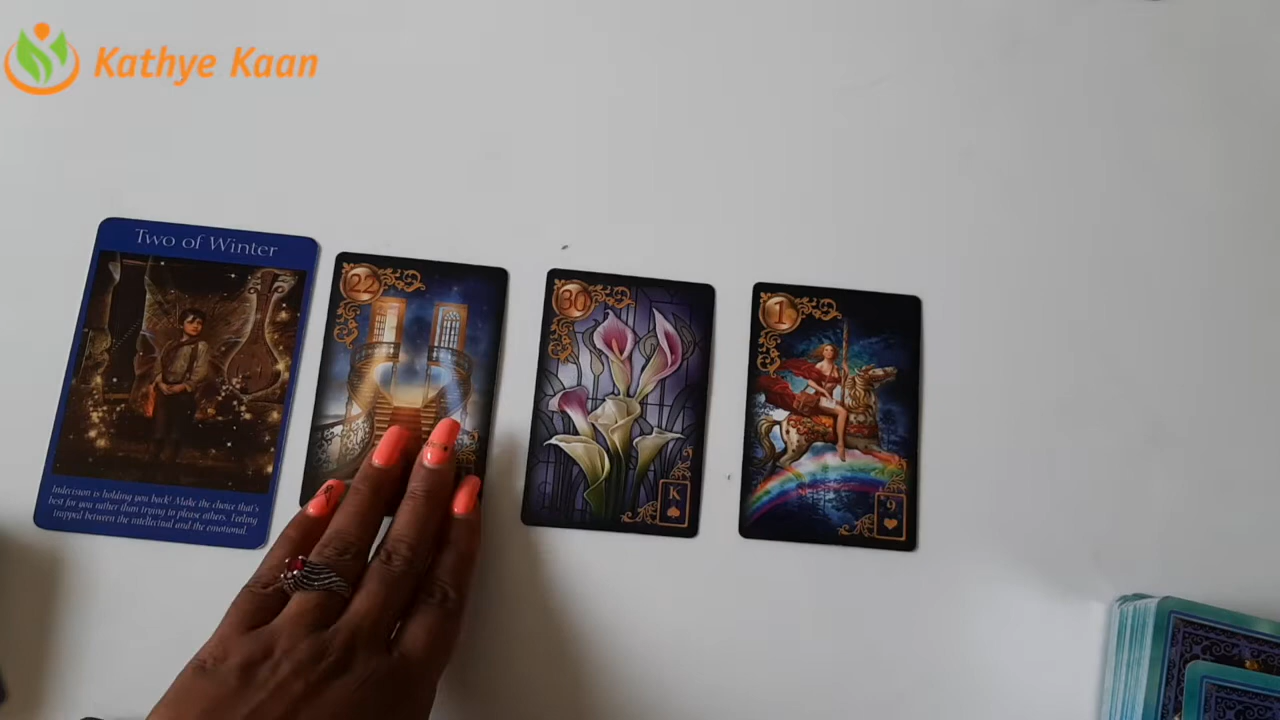 Kathye Kaan
Two of Winter
Indecision is holding you back! Make the choice that's
best for you rather than trying to please others. Feeling
trapped between the intellectual and the emotional.
22
30
K
1
9